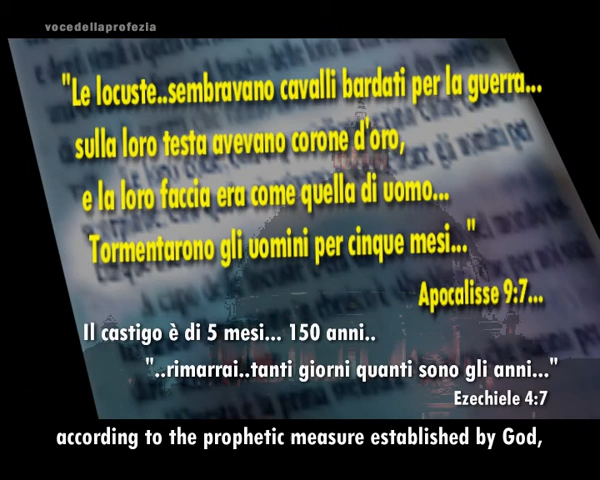 vocedellaprofezia
"Le locuste..sembravano cavalli bardati per la guerra...
sulla loro testa avevano corone d'oro,
e la loro faccia era come quella di uomo...
Tormentarono gli uomini per cinque mesi..."
Apocalisse 9:7...
Il castigo è di 5 mesi... 150 anni..
"..rimarrai..tanti giorni quanti sono gli anni..."
Ezechiele 4:7
according to the prophetic measure established by God,